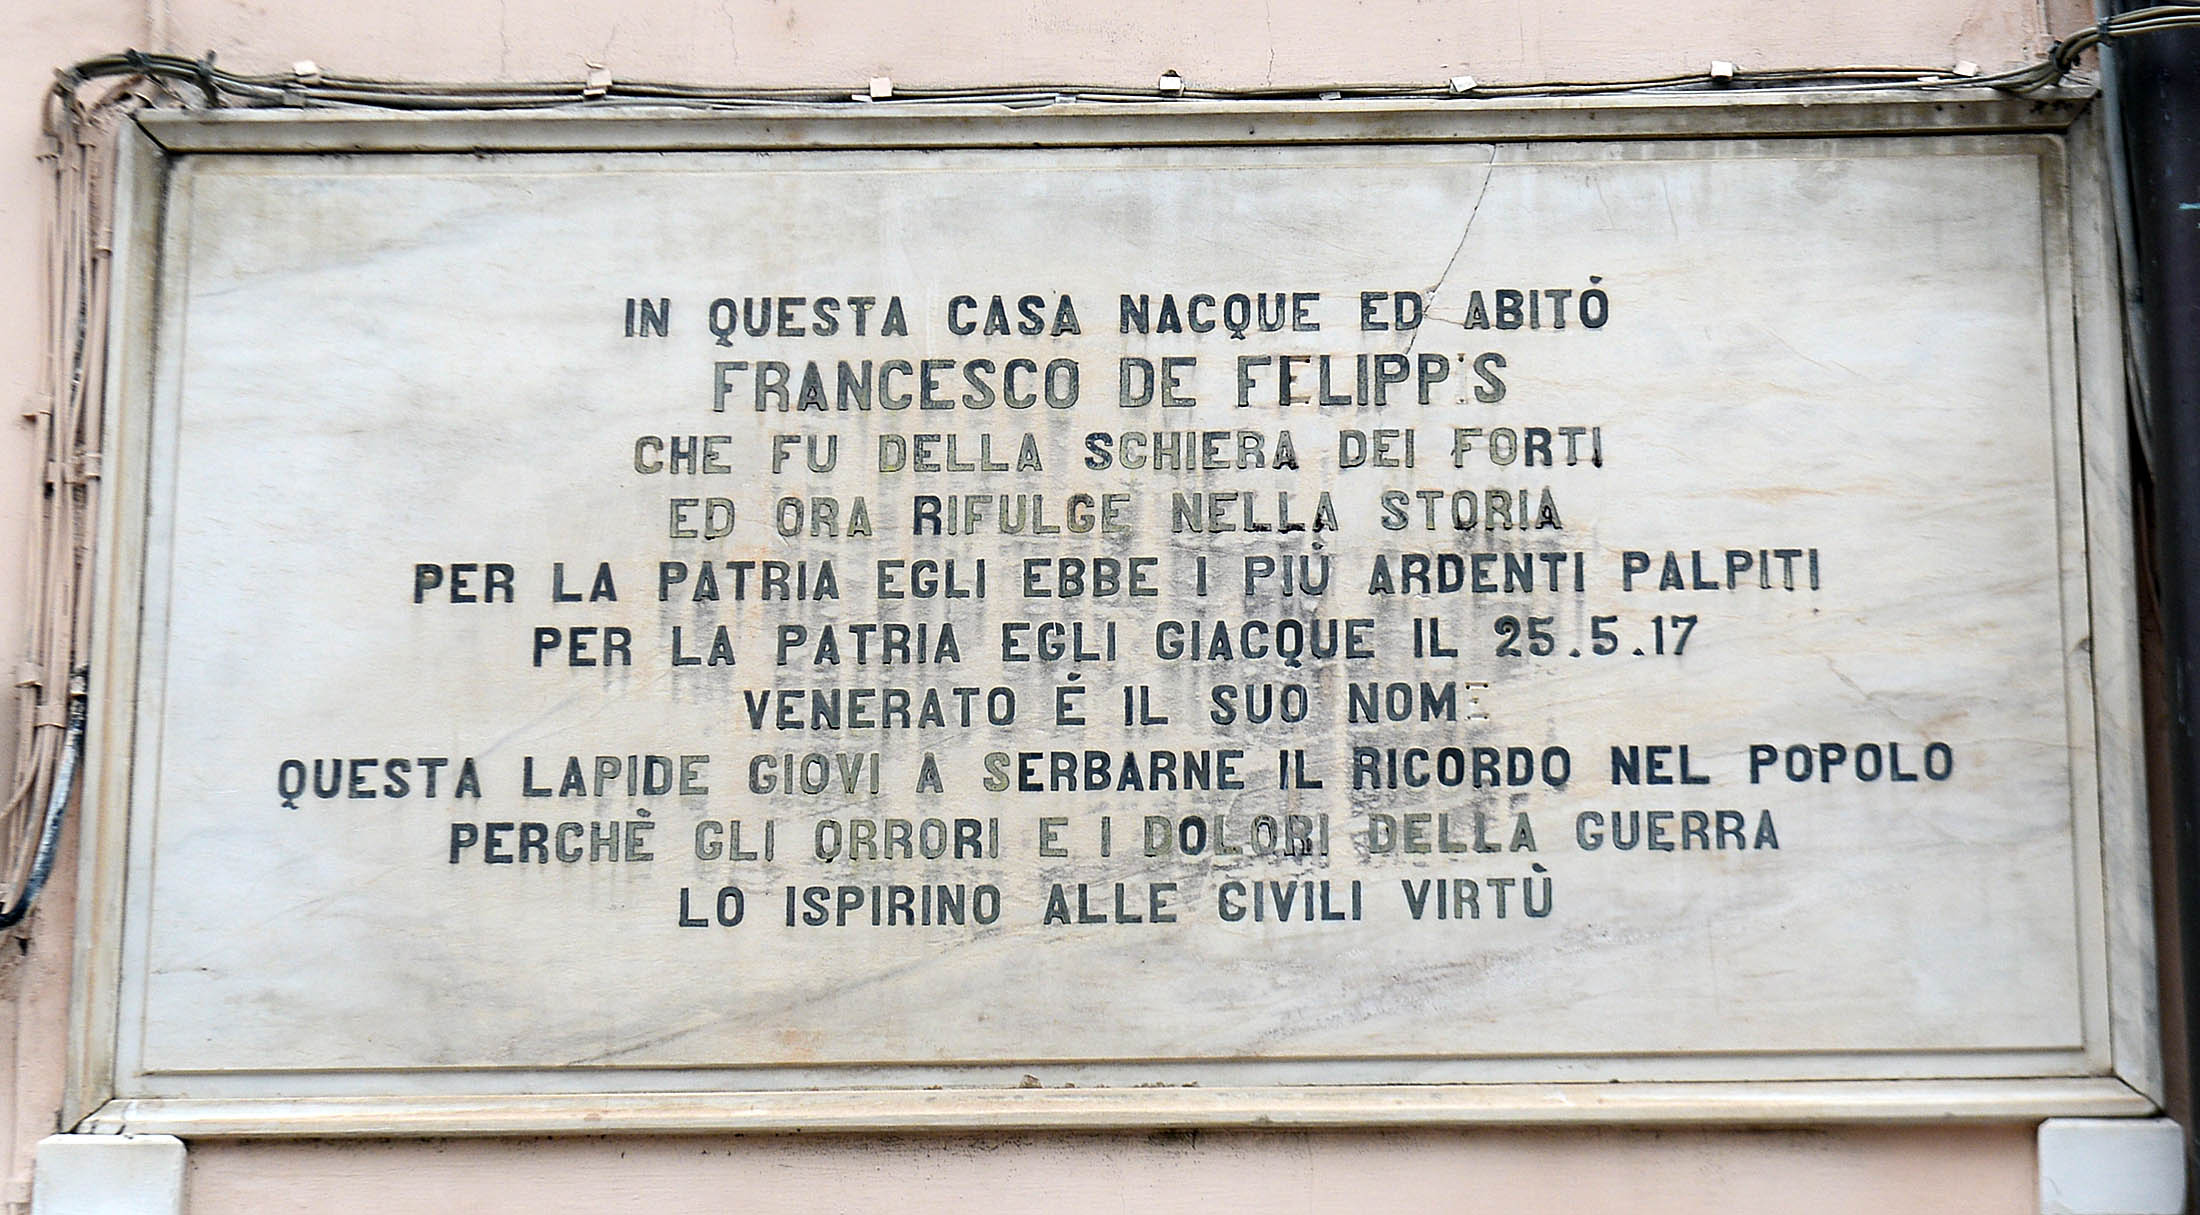 IN QUESTA CASA NACQUE ED ABITÓ
FRANCESCO DE FELIPPIS
CHE FU DELLA SCHIERA DEI FORTI
ED ORA RIFULGE NELLA STORIA
PER LA PATRIA EGLI EBBE I PIÚ ARDENTI PALPITI
PER LA PATRIA EGLI GIACQUE IL 25.5.17
VENERATO É IL SUO NOME
QUESTA LAPIDE GIOVI A SERBARNE IL RICORDO NEL POPOLO
PERCHÈ GLI ORRORI E I DOLORI DELLA GUERRA
LO ISPIRINO ALLE CIVILI VIRTÙ